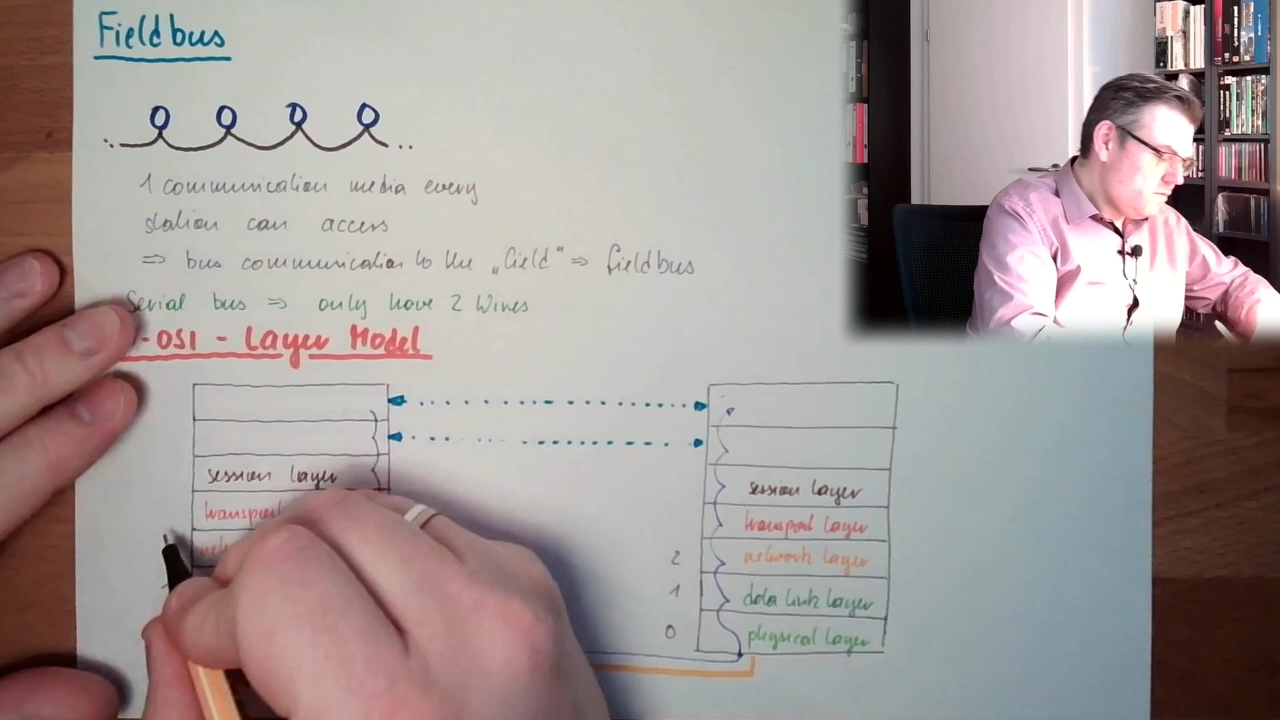 Fieldbus
1 communication media every
station can access
⇒ bus communication to the „field" ⇒ fieldbus
Serial bus ⇒ only have 2 Wires
-OSI - Layer Model
session layer
session layer
transport layer
2 network layer
1 data link layer
0 physical layer